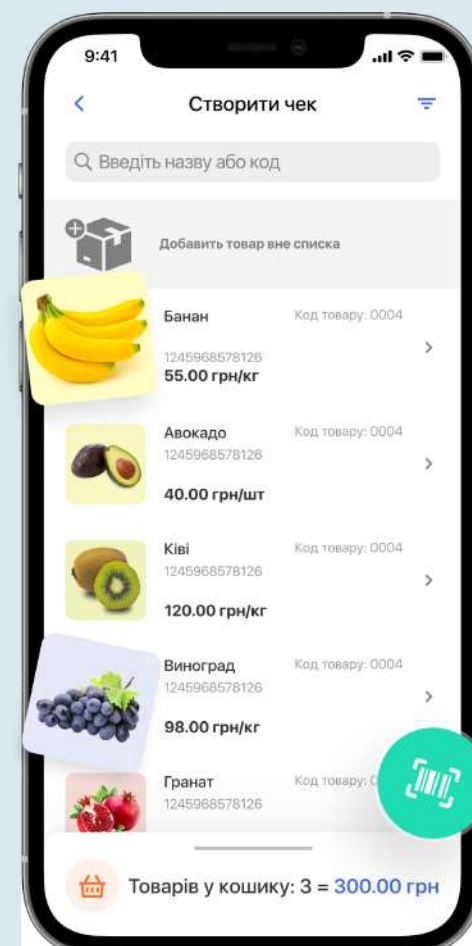 9:41
Створити чек
Введіть назву або код
Добавить товар вне списка
Банан
Код товару: 0004
1245968578126
55.00 грн/кг
Авокадо
Код товару: 0004
1245968578126
40.00 грн/шт
Ківі
Код товару: 0004
1245968578126
120.00 грн/кг
Виноград
Код товару: 0004
1245968578126
98.00 грн/кг
Гранат
Код товару:
1245968578126
Товарів у кошику: 3 = 300.00 грн